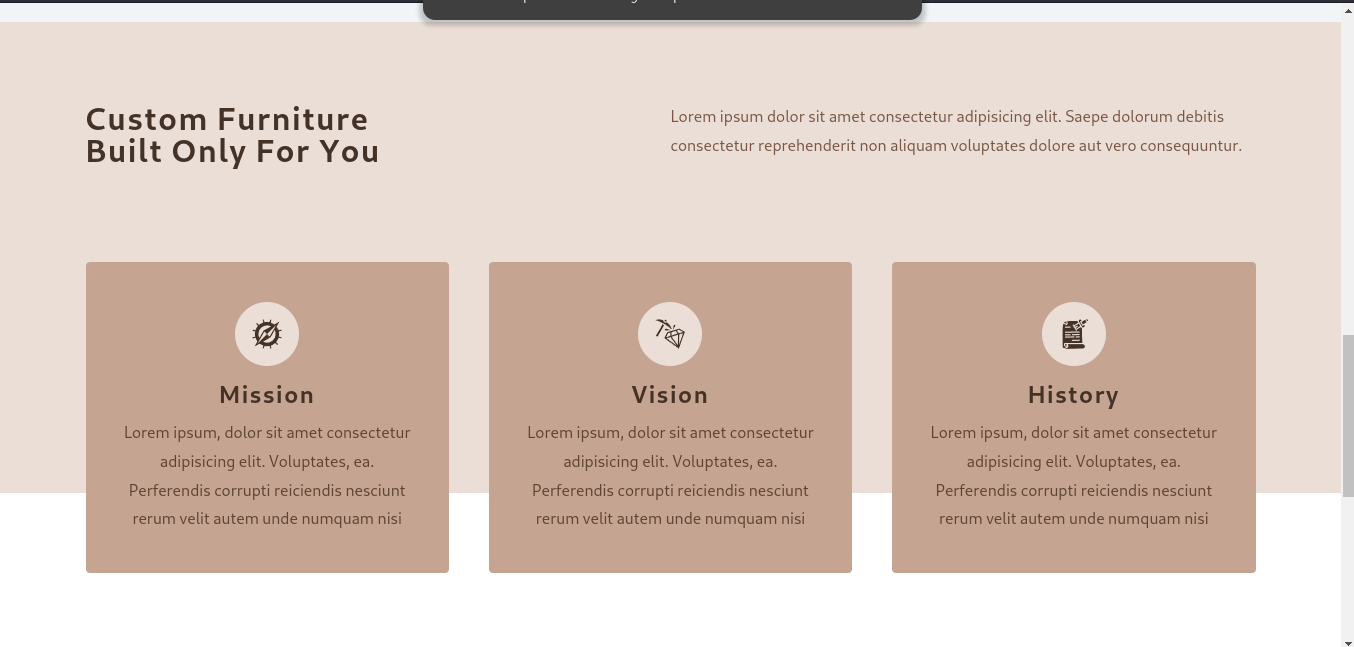 Custom Furniture
Built Only For You
Lorem ipsum dolor sit amet consectetur adipisicing elit. Saepe dolorum debitis
consectetur reprehenderit non aliquam voluptates dolore aut vero consequuntur.
Mission
Lorem ipsum, dolor sit amet consectetur
adipisicing elit. Voluptates, ea.
Perferendis corrupti reiciendis nesciunt
rerum velit autem unde numquam nisi
Vision
Lorem ipsum, dolor sit amet consectetur
adipisicing elit. Voluptates, ea.
Perferendis corrupti reiciendis nesciunt
rerum velit autem unde numquam nisi
History
Lorem ipsum, dolor sit amet consectetur
adipisicing elit. Voluptates, ea.
Perferendis corrupti reiciendis nesciunt
rerum velit autem unde numquam nisi